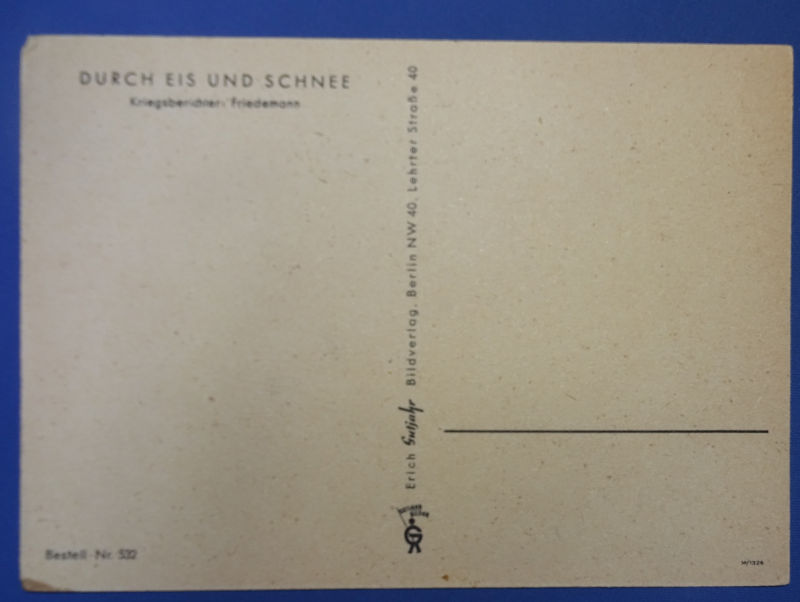 DURCH EIS UND SCHNEE
Kriegsberichter: Friedemann
Erich Gutjahr Bildverlag, Berlin NW 40, Lehrter Straße 40
Bestell-Nr. 532